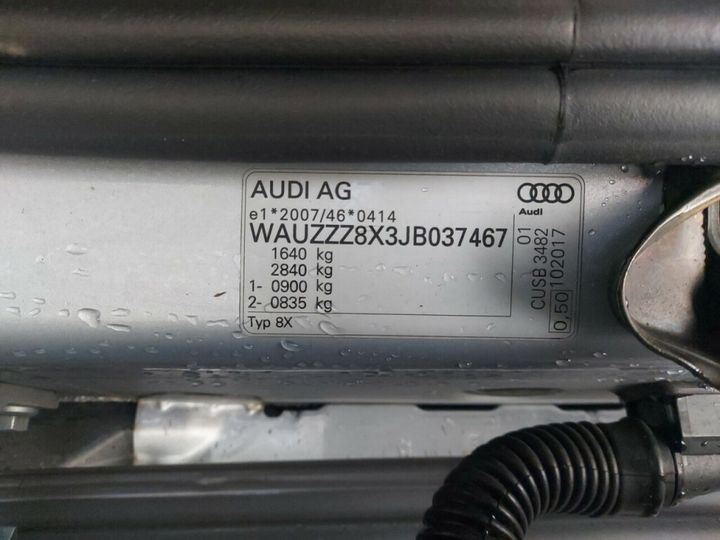 AUDI AG
Audi
e1*2007/46*0414
WAUZZZ8X3JB037467
1640 kg
2840 kg
1- 0900 kg
2- 0835 kg
Typ 8X
01
CUSB 3482
0,50 102017